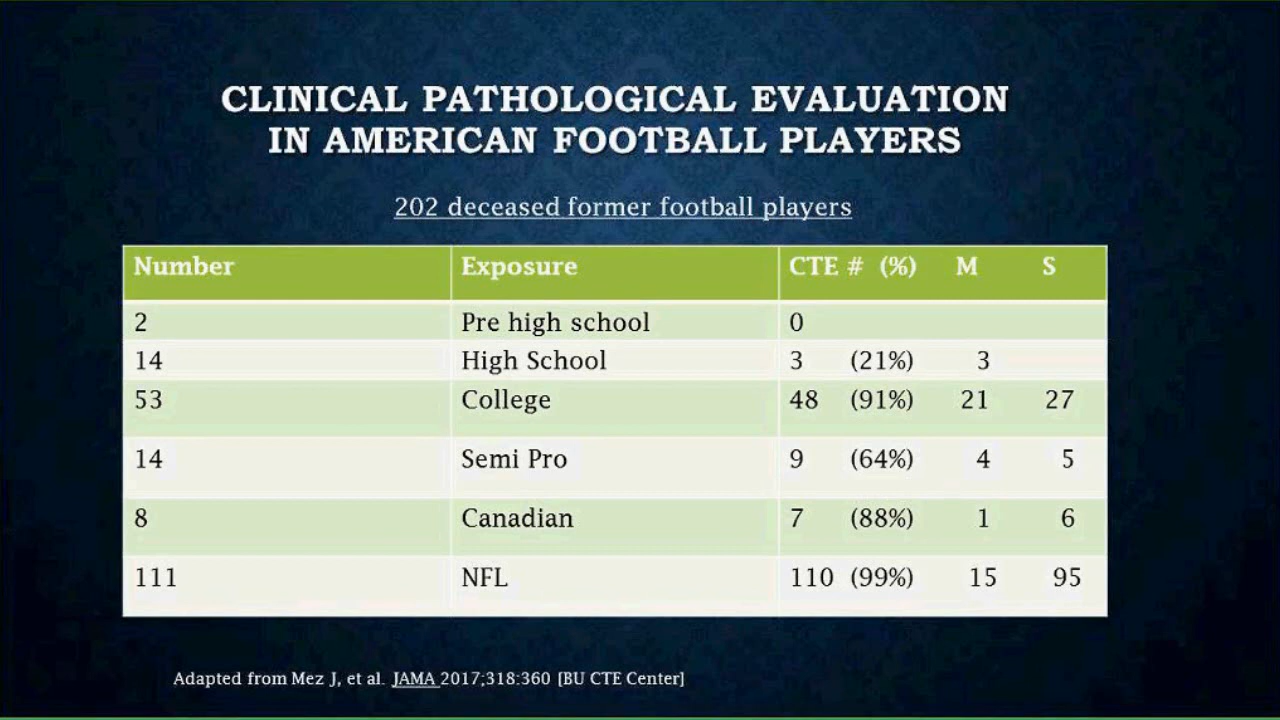 CLINICAL PATHOLOGICAL EVALUATION
IN AMERICAN FOOTBALL PLAYERS
202 deceased former football players
Number Exposure CTE # (%) M S
2 Pre high school 0
14 High School 3 (21%) 3
53 College 48 (91%) 21 27
14 Semi Pro 9 (64%) 4 5
8 Canadian 7 (88%) 1 6
111 NFL 110 (99%) 15 95
Adapted from Mez J, et al. JAMA 2017;318:360 [BU CTE Center]